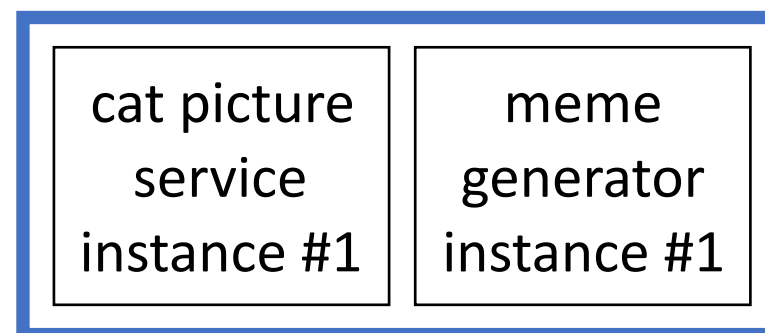 cat picture
service
instance #1
meme
generator
instance #1